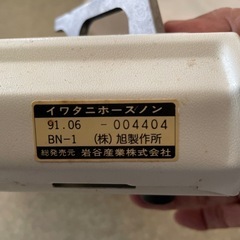 イワタニホースノン
91.06 -004404
BN-1 (株)旭製作所
総発売元 岩谷産業株式会社